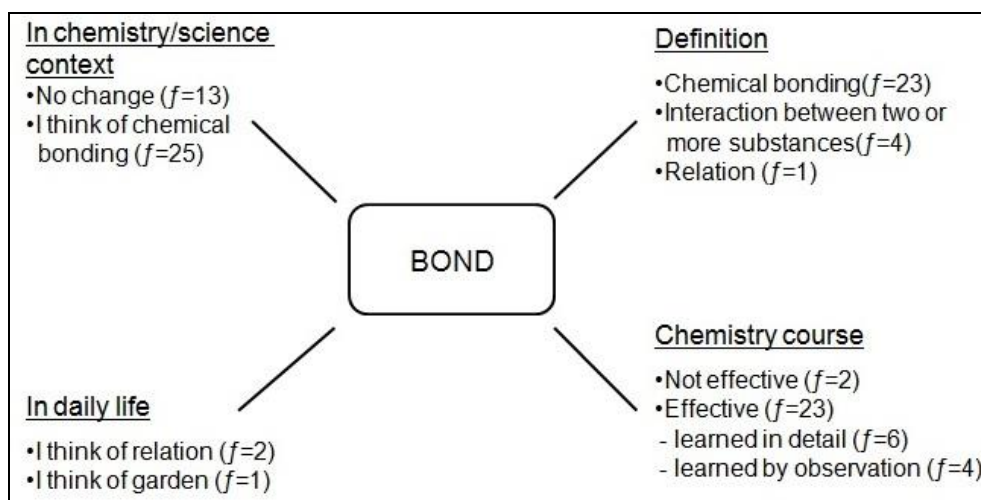 In chemistry/science
context
•No change (ƒ=13)
•I think of chemical
bonding (ƒ=25)
Definition
•Chemical bonding(ƒ=23)
•Interaction between two or
more substances(ƒ=4)
•Relation (ƒ=1)
BOND
In daily life
•I think of relation (ƒ=2)
•I think of garden (ƒ=1)
Chemistry course
•Not effective (ƒ=2)
•Effective (ƒ=23)
- learned in detail (ƒ=6)
- learned by observation (ƒ=4)